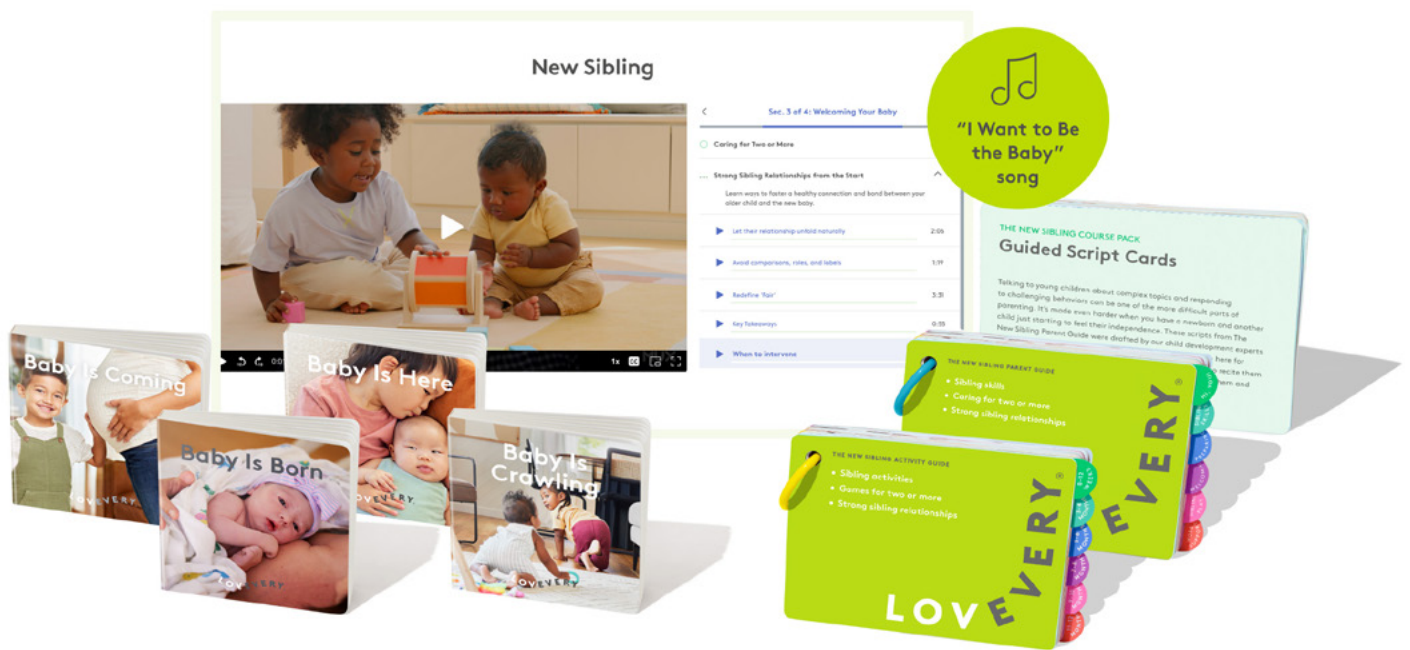 New Sibling
Sec. 3 of 4: Welcoming Your Baby
Caring for Two or More
Strong Sibling Relationships from the Start
Learn ways to foster a healthy connection and bond between your
older child and the new baby.
Let their relationship unfold naturally
2:06
Avoid comparisons, roles, and labels
Redefine 'Fair'
3:31
Key Takeaways
0:53
When to intervene
1x
CC
"I Want to Be
the Baby"
song
THE NEW SIBLING COURSE PACK
Guided Script Cards
Talking to young children about complex topics and responding
to challenging behaviors can be one of the more difficult parts of
parenting. It's made even harder when you have a newborn and another
child just starting to feel their independence. These scripts from The
New Sibling Parent Guide were drafted by our child development experts
here for
recite them
and
Baby Is Coming
Baby Is Here
LOVEVERY
Baby Is Born
LOVEVERY
Baby Is
Crawling
LOVEVERY
THE NEW SIBLING PARENT GUIDE
• Sibling skills
• Caring for two or more
• Strong sibling relationships
EVERY®
THE NEW SIBLING ACTIVITY GUIDE
• Sibling activities
• Games for two or more
• Strong sibling relationships
LOVEVERY®